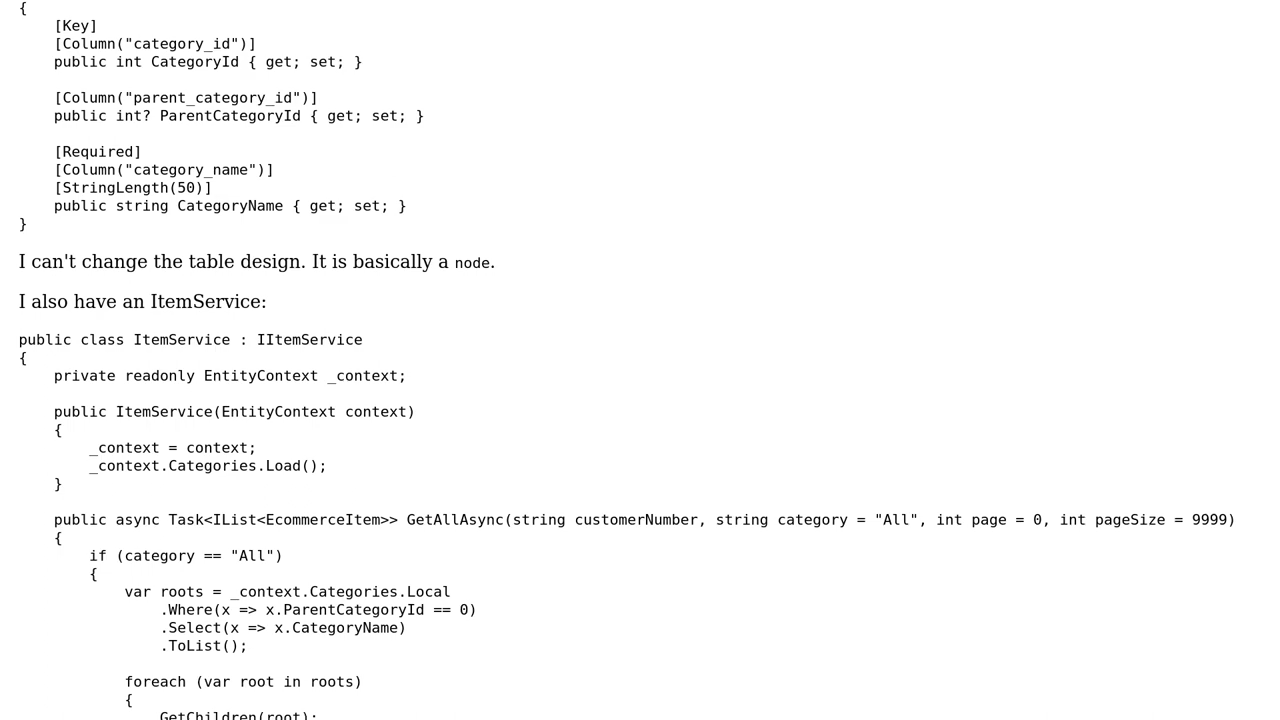 {
    [Key]
    [Column("category_id")]
    public int CategoryId { get; set; }

    [Column("parent_category_id")]
    public int? ParentCategoryId { get; set; }

    [Required]
    [Column("category_name")]
    [StringLength(50)]
    public string CategoryName { get; set; }
}
I can't change the table design. It is basically a node.
I also have an ItemService:
public class ItemService : IItemService
{
    private readonly EntityContext _context;

    public ItemService(EntityContext context)
    {
        _context = context;
        _context.Categories.Load();
    }

    public async Task<IList<EcommerceItem>> GetAllAsync(string customerNumber, string category = "All", int page = 0, int pageSize = 9999)
    {
        if (category == "All")
        {
            var roots = _context.Categories.Local
                .Where(x => x.ParentCategoryId == 0)
                .Select(x => x.CategoryName)
                .ToList();

            foreach (var root in roots)
            {
                GetChildren(root);